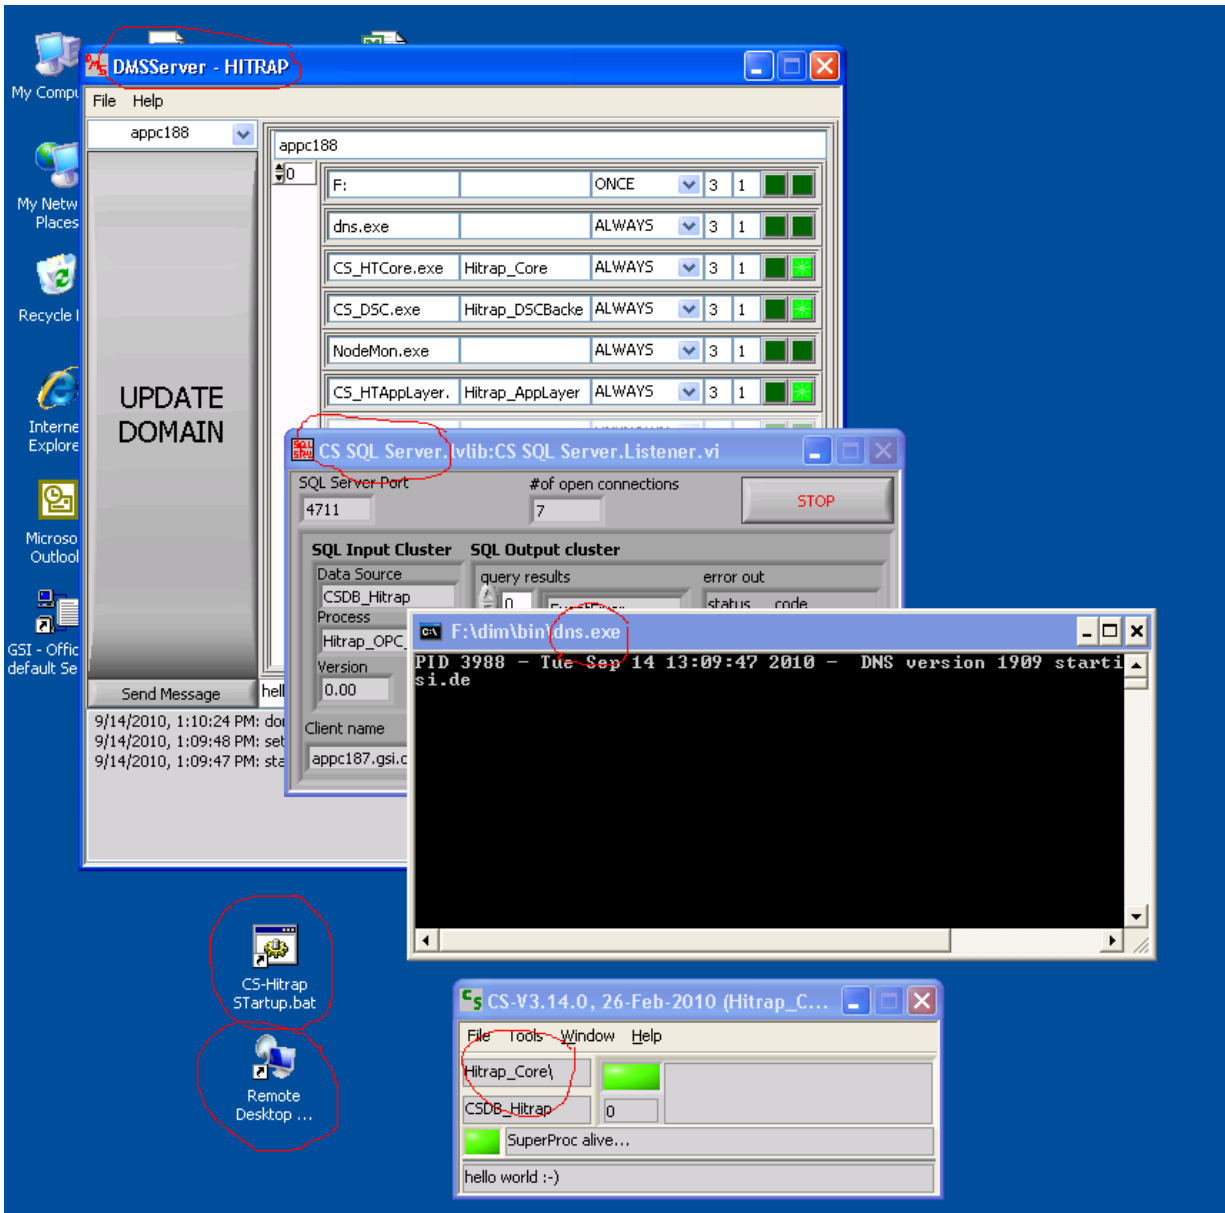 My Compu
My Netw
Places
Recycle
Interne
Explore
Microso
Outlool
GSI - Offic
default Se
DMSServer - HITRAP
File Help
appc188
UPDATE
DOMAIN
Send Message
appc188
0
F: ONCE 3 1
dns.exe ALWAYS 3 1
CS_HTCore.exe Hitrap_Core ALWAYS 3 1
CS_DSC.exe Hitrap_DSCBacke ALWAYS 3 1
NodeMon.exe ALWAYS 3 1
CS_HTAppLayer. Hitrap_AppLayer ALWAYS 3 1
hell
9/14/2010, 1:10:24 PM: do
9/14/2010, 1:09:48 PM: set
9/14/2010, 1:09:47 PM: sta
CS SQL Server.lvlib:CS SQL Server.Listener.vi
SQL Server Port #of open connections
4711 7 STOP
SQL Input Cluster SQL Output cluster
Data Source query results error out
CSDB_Hitrap 0 status code
Process
Hitrap_OPC_
Version
0.00
Client name
appc187.gsi.c
F:\dim\bin\dns.exe
PID 3988 - Tue Sep 14 13:09:47 2010 - DNS version 1909 starti
si.de
CS-Hitrap
STartup.bat
Remote
Desktop ...
CS-V3.14.0, 26-Feb-2010 (Hitrap_C...
File Tools Window Help
Hitrap_Core\
CSDB_Hitrap 0
SuperProc alive...
hello world :-)